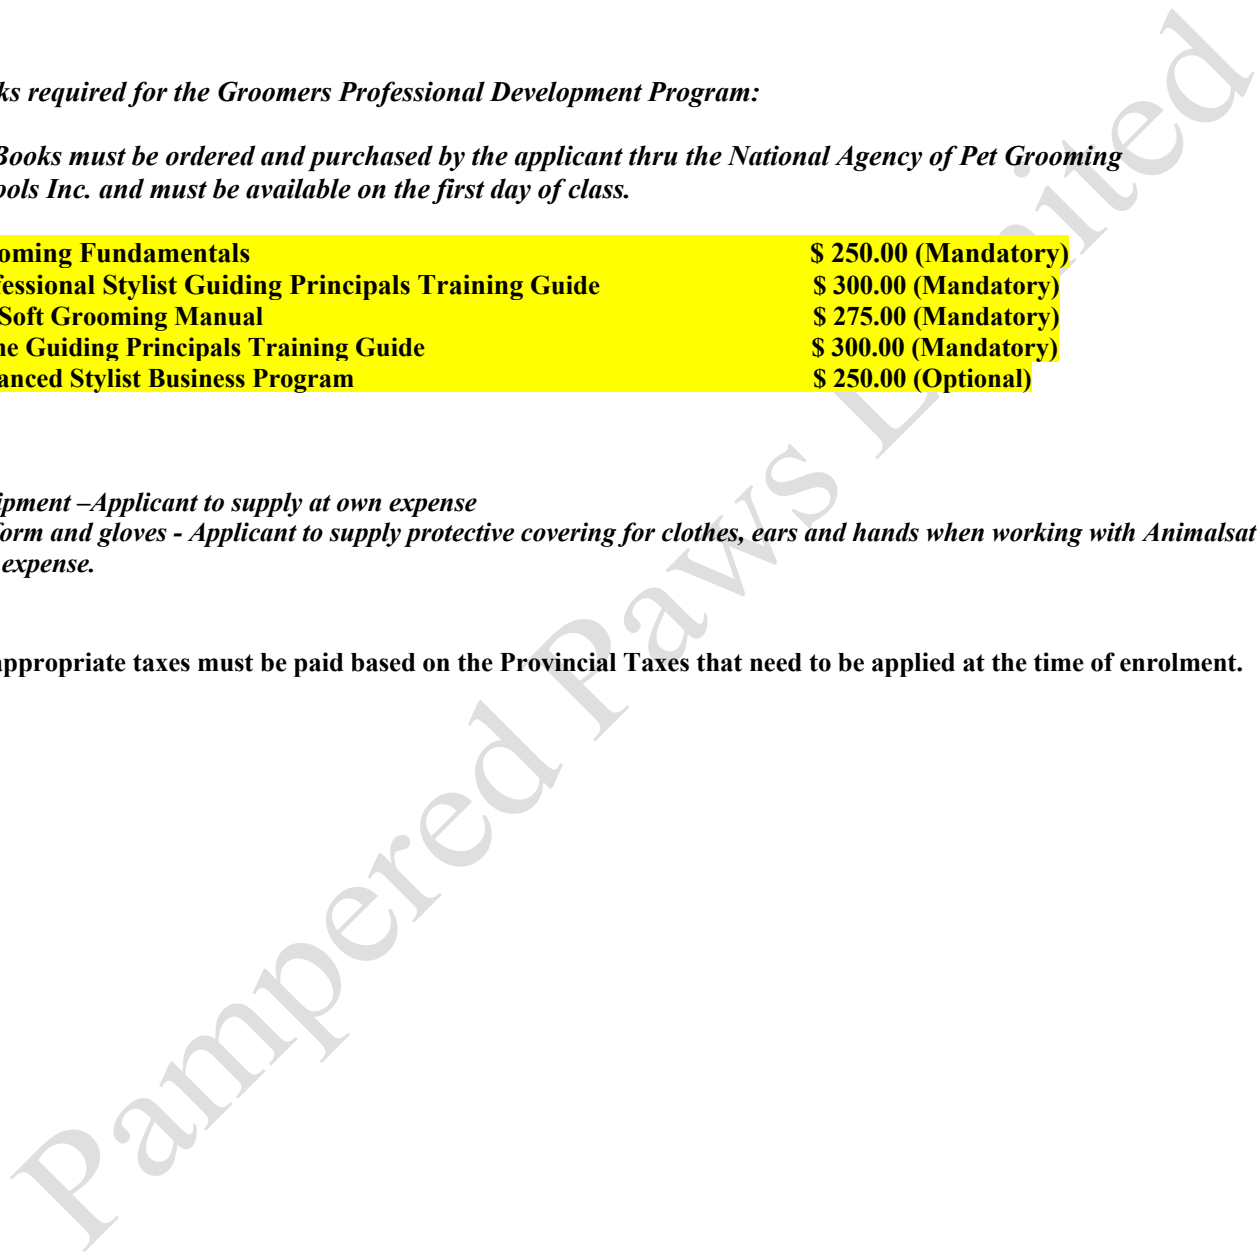 ks required for the Groomers Professional Development Program:
Books must be ordered and purchased by the applicant thru the National Agency of Pet Grooming
ools Inc. and must be available on the first day of class.
oming Fundamentals $ 250.00 (Mandatory)
fessional Stylist Guiding Principals Training Guide $ 300.00 (Mandatory)
Soft Grooming Manual $ 275.00 (Mandatory)
ne Guiding Principals Training Guide $ 300.00 (Mandatory)
anced Stylist Business Program $ 250.00 (Optional)
ipment –Applicant to supply at own expense
form and gloves - Applicant to supply protective covering for clothes, ears and hands when working with Animalsat
expense.
appropriate taxes must be paid based on the Provincial Taxes that need to be applied at the time of enrolment.
Pampered Paws Limited